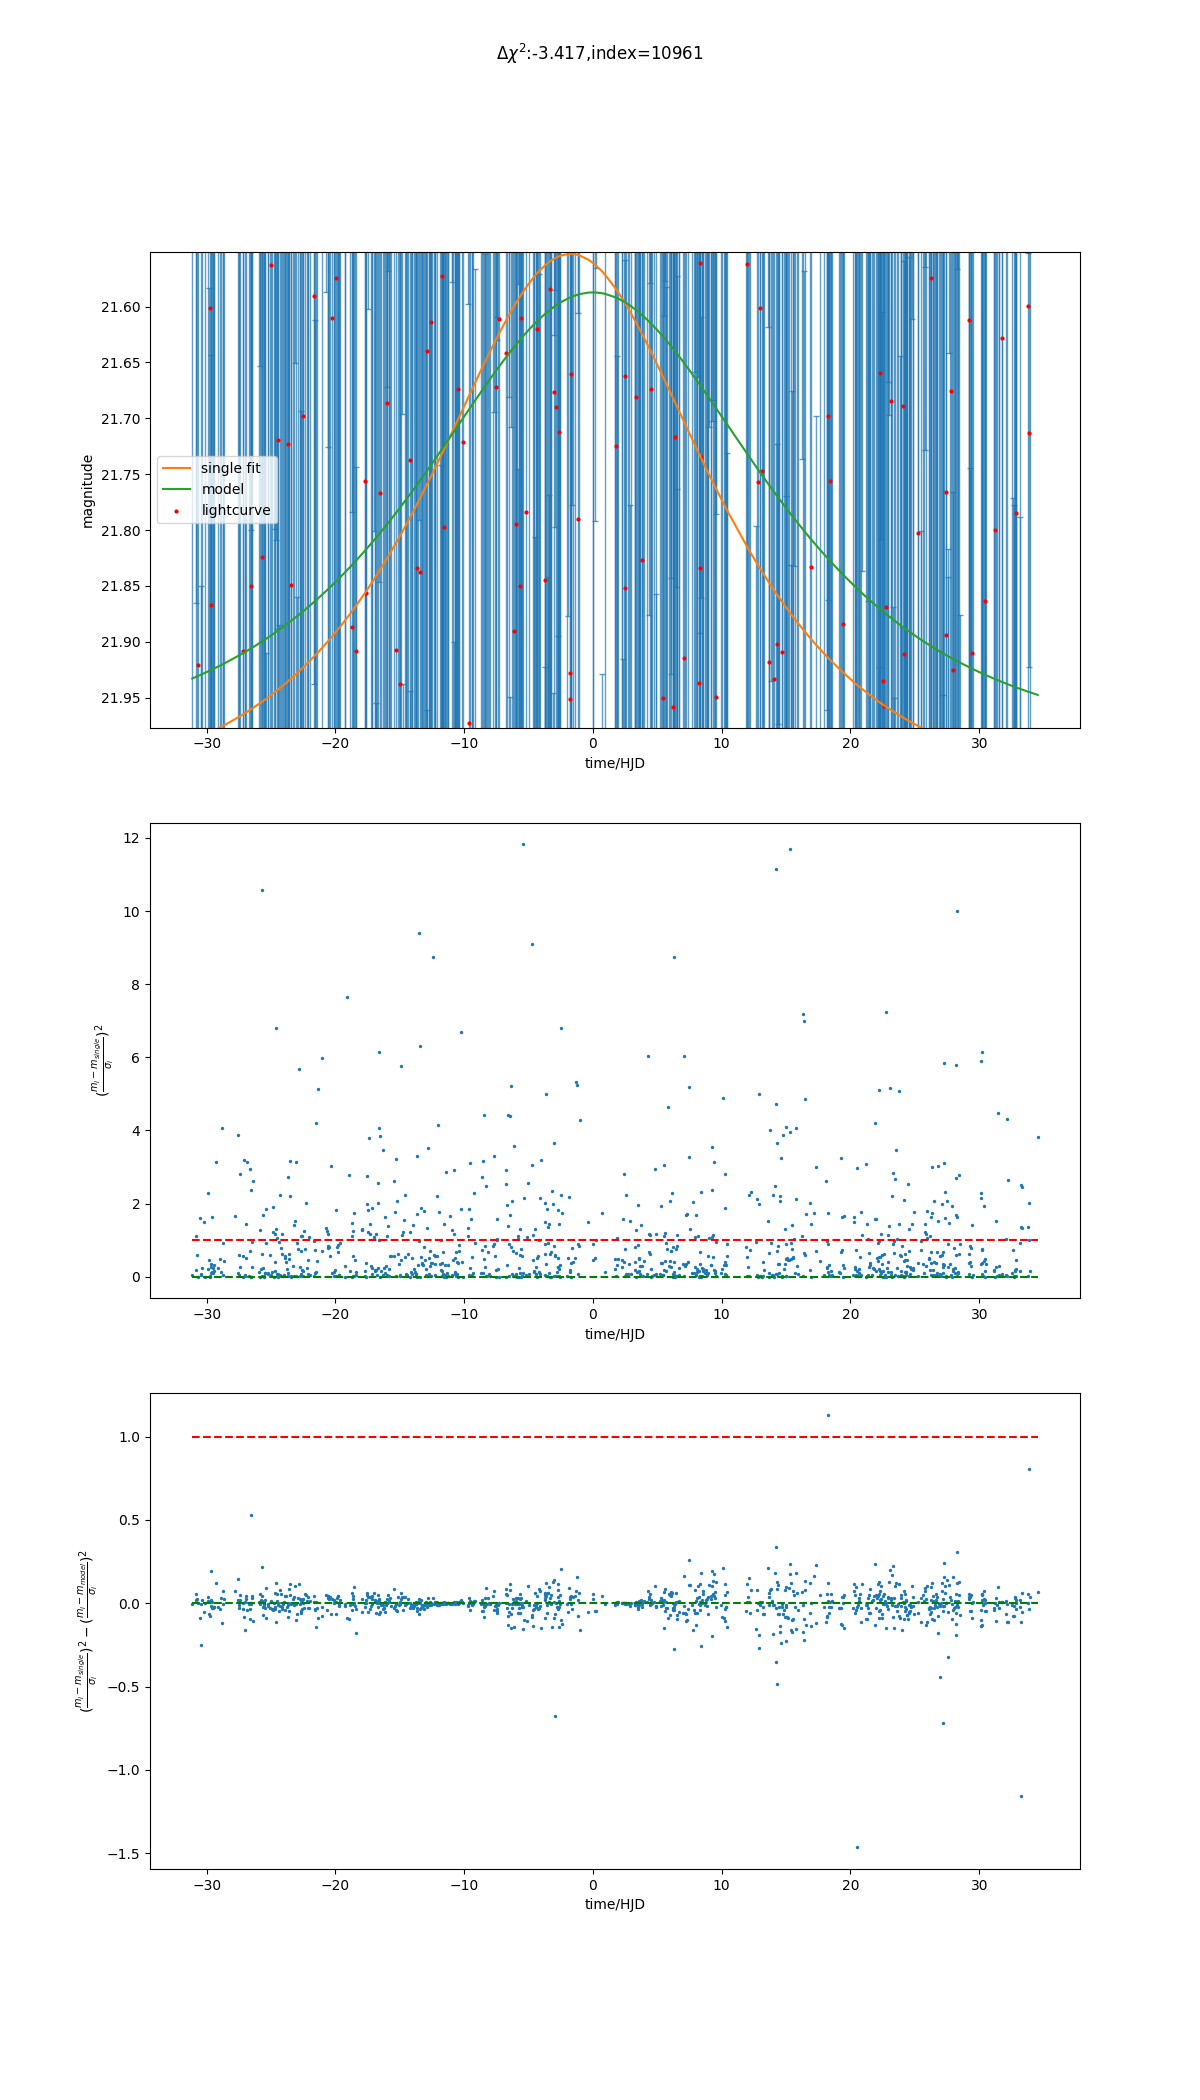 Δχ²:-3.417,index=10961
21.60
21.65
21.70
21.75
21.80
21.85
21.90
21.95
magnitude
single fit
model
lightcurve
−30 −20 −10 0 10 20 30
time/HJD
12
10
8
6
4
2
0
((m_i − m_single)/σ_i)²
−30 −20 −10 0 10 20 30
time/HJD
1.0
0.5
0.0
−0.5
−1.0
−1.5
((m_i − m_single)/σ_i)² − ((m_i − m_model)/σ_i)²
−30 −20 −10 0 10 20 30
time/HJD